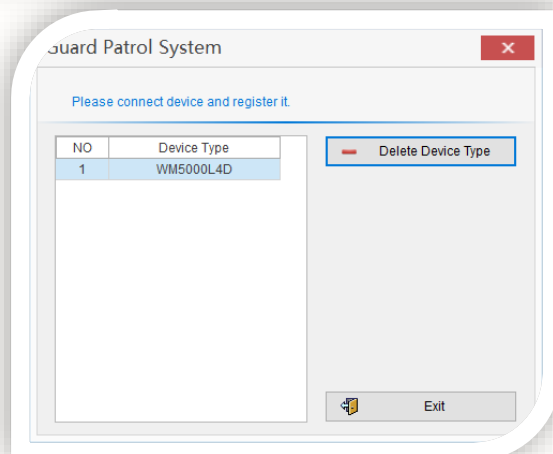 Guard Patrol System
Please connect device and register it.
NO Device Type
1 WM5000L4D
Delete Device Type
Exit